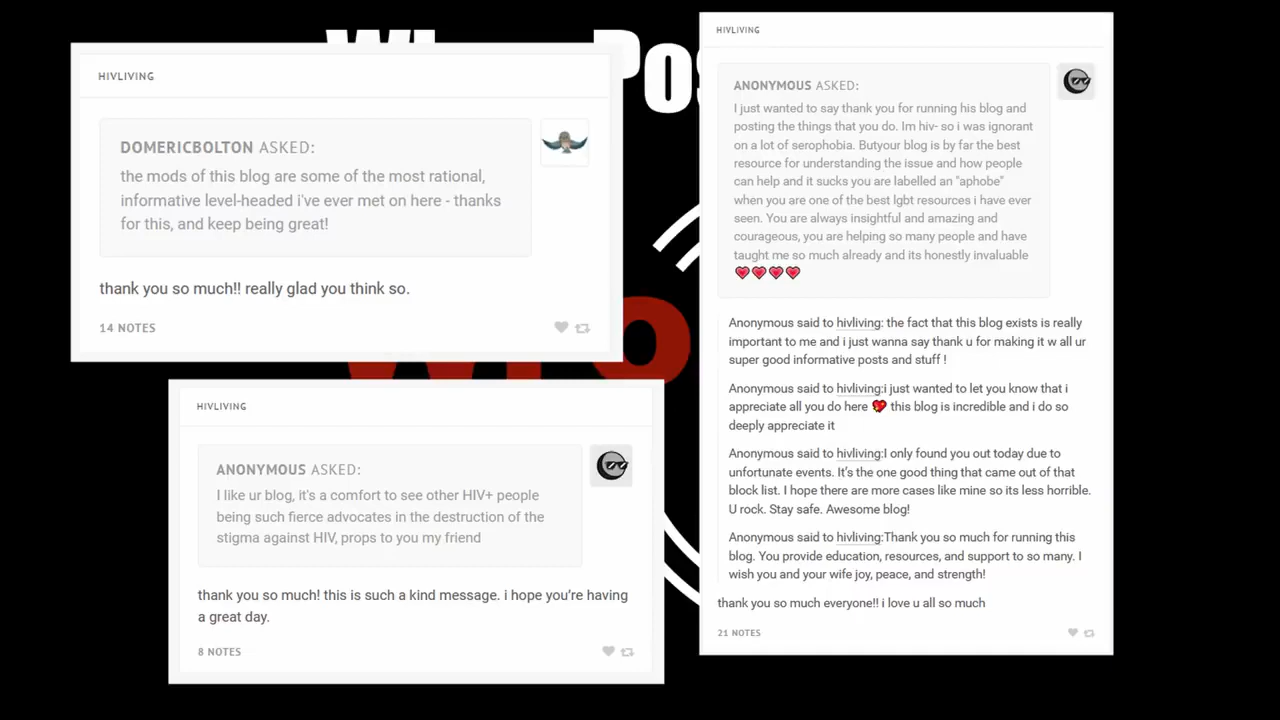 HIVLIVING
DOMERICBOLTON ASKED:
the mods of this blog are some of the most rational,
informative level-headed i've ever met on here - thanks
for this, and keep being great!
thank you so much!! really glad you think so.
14 NOTES
HIVLIVING
ANONYMOUS ASKED:
I like ur blog, it's a comfort to see other HIV+ people
being such fierce advocates in the destruction of the
stigma against HIV, props to you my friend
thank you so much! this is such a kind message. i hope you're having
a great day.
8 NOTES
HIVLIVING
ANONYMOUS ASKED:
I just wanted to say thank you for running his blog and
posting the things that you do. Im hiv- so i was ignorant
on a lot of serophobia. Butyour blog is by far the best
resource for understanding the issue and how people
can help and it sucks you are labelled an "aphobe"
when you are one of the best lgbt resources i have ever
seen. You are always insightful and amazing and
courageous, you are helping so many people and have
taught me so much already and its honestly invaluable
💗💗💗💗
Anonymous said to hivliving: the fact that this blog exists is really
important to me and i just wanna say thank u for making it w all ur
super good informative posts and stuff !
Anonymous said to hivliving:i just wanted to let you know that i
appreciate all you do here 💖 this blog is incredible and i do so
deeply appreciate it
Anonymous said to hivliving:I only found you out today due to
unfortunate events. It's the one good thing that came out of that
block list. I hope there are more cases like mine so its less horrible.
U rock. Stay safe. Awesome blog!
Anonymous said to hivliving:Thank you so much for running this
blog. You provide education, resources, and support to so many. I
wish you and your wife joy, peace, and strength!
thank you so much everyone!! i love u all so much
21 NOTES